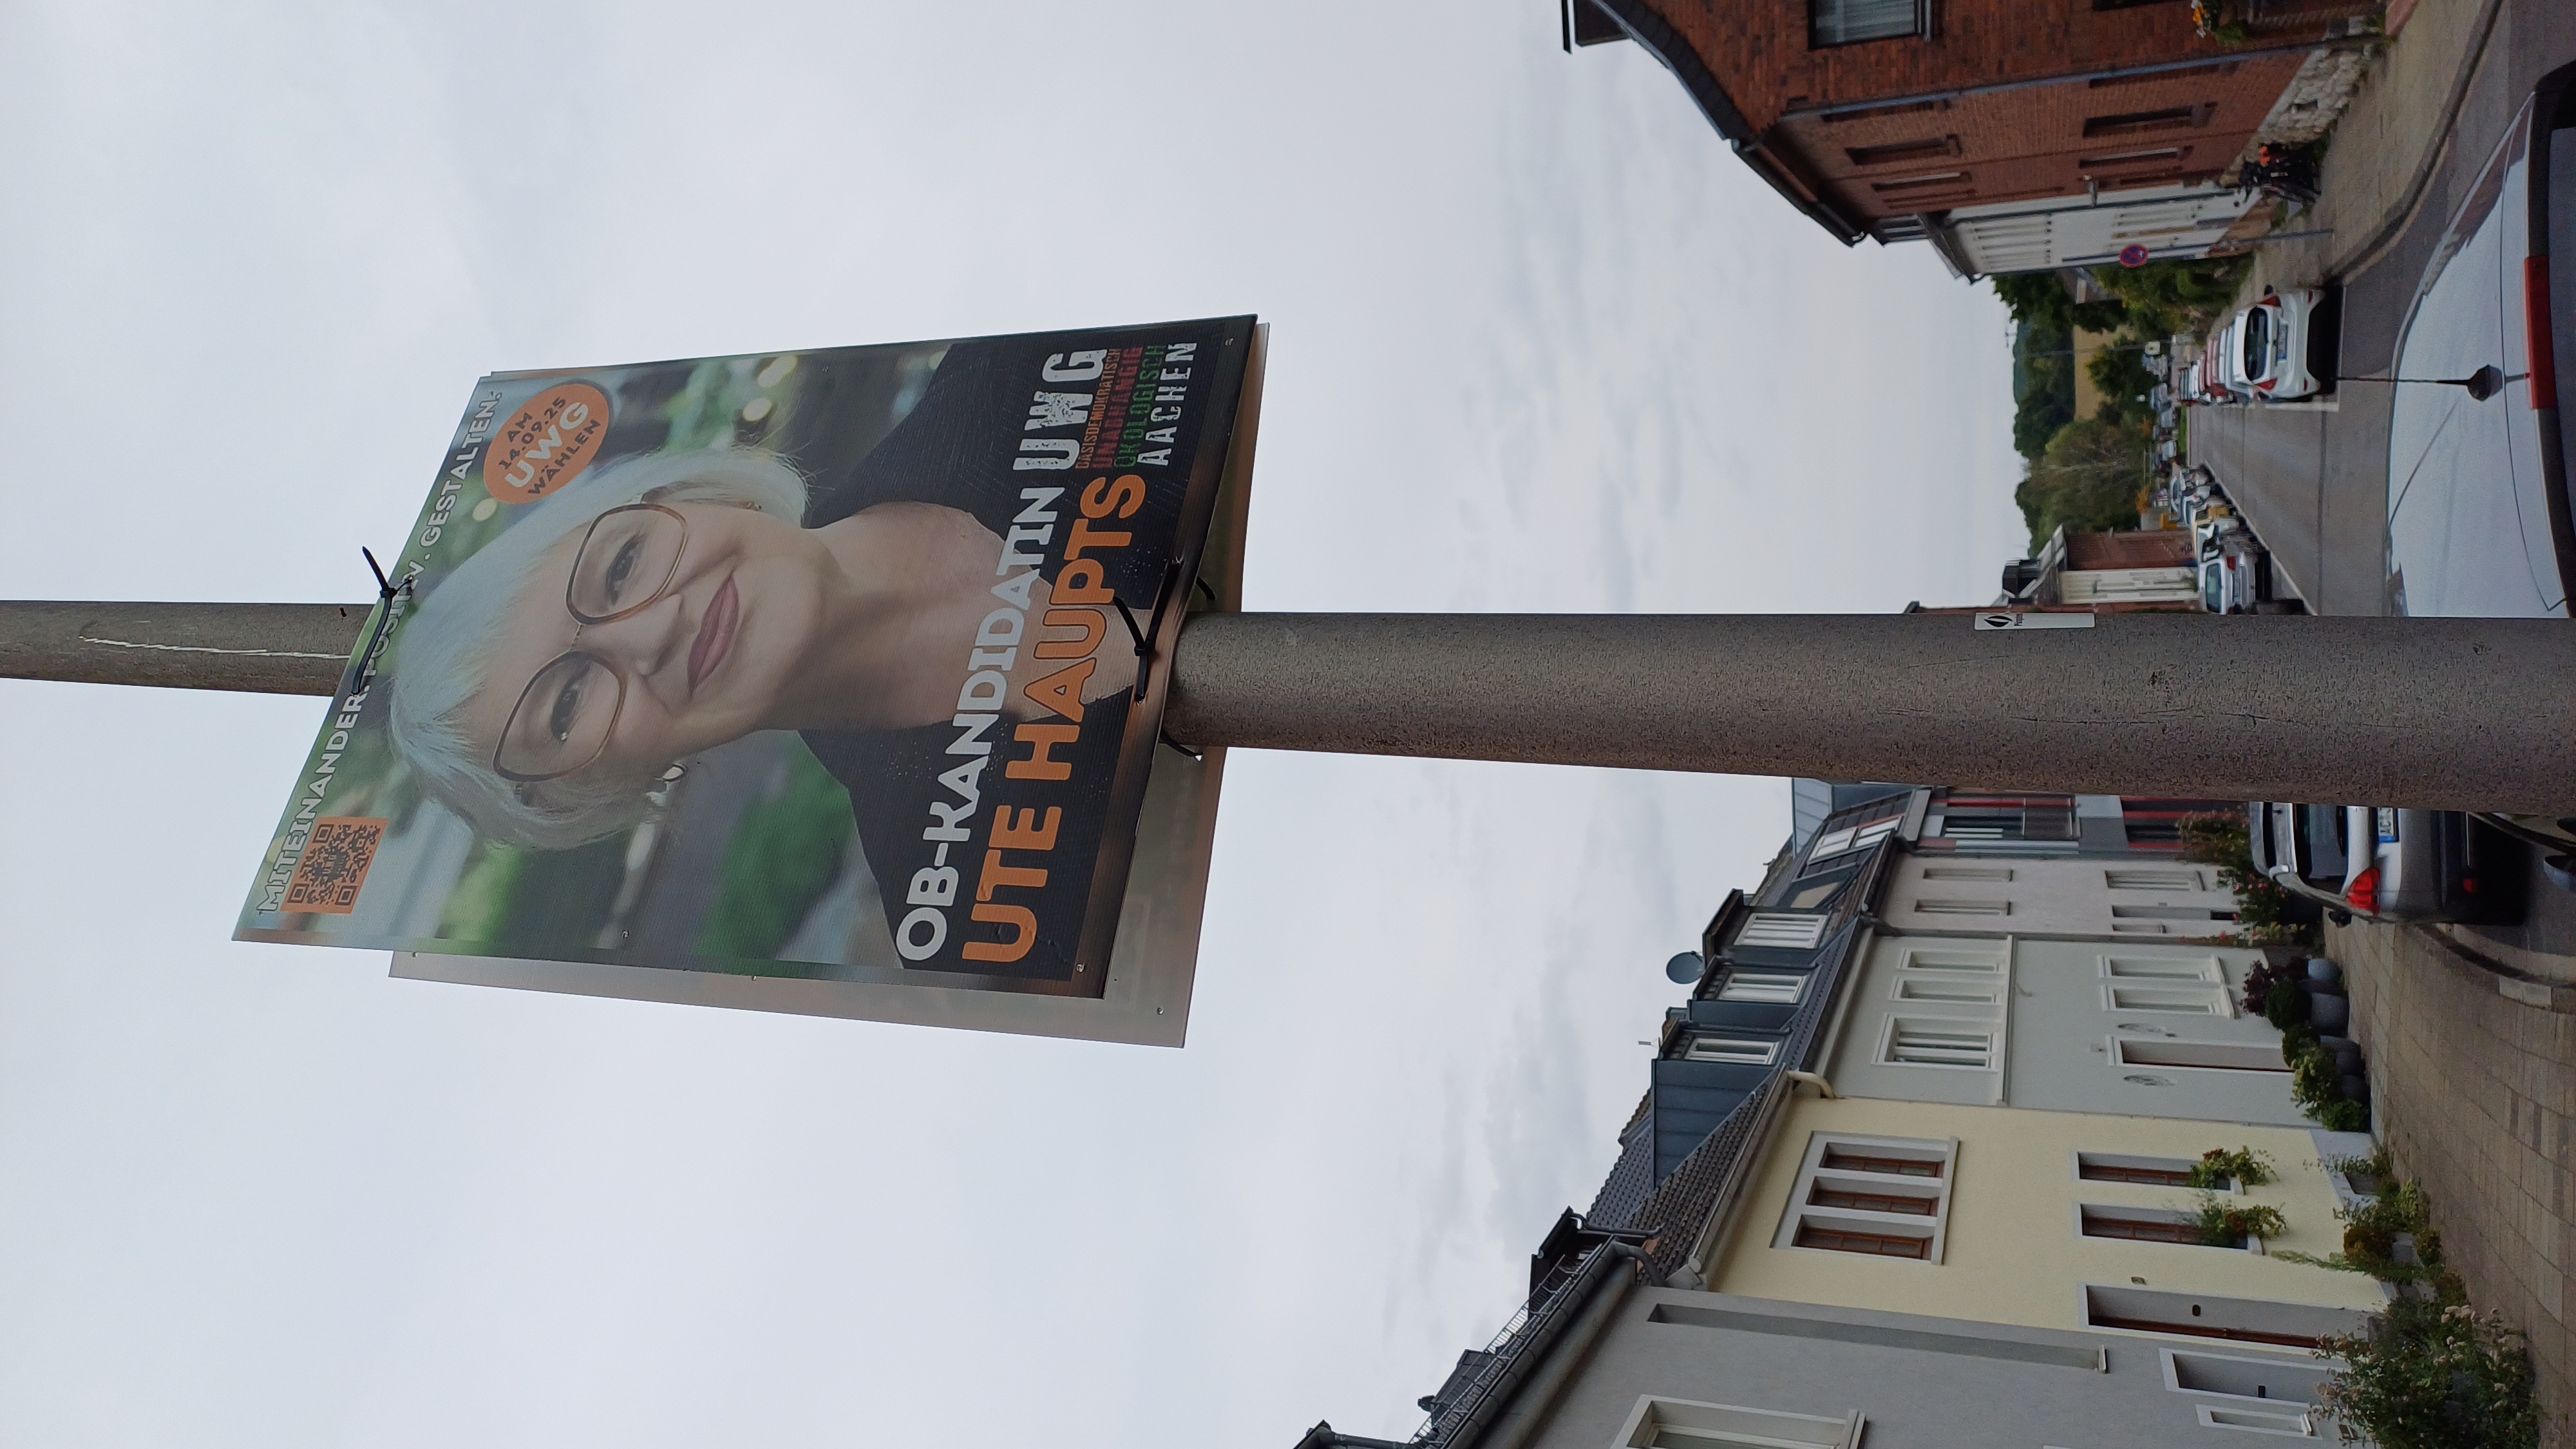 MITEINANDER. POSITIV. GESTALTEN.
AM
14.09.25
UWG
WÄHLEN
OB-KANDIDATIN
UTE HAUPTS
UWG
BASISDEMOKRATISCH
UNABHÄNGIG
ÖKOLOGISCH
AACHEN